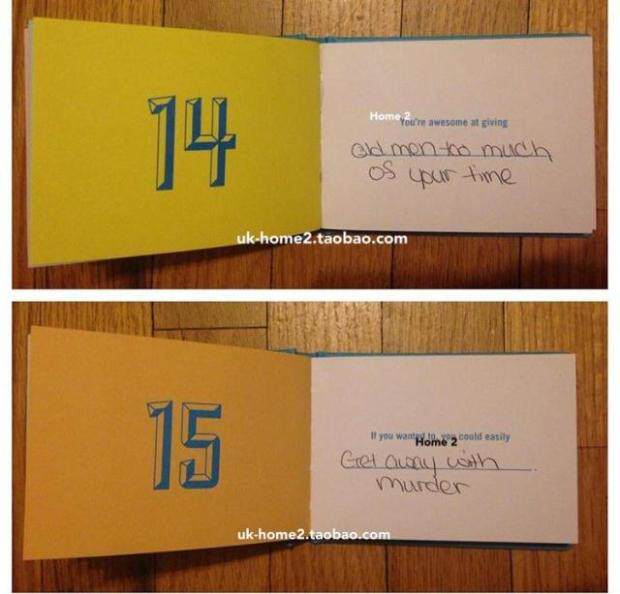 14
Home 2
You're awesome at giving
old men too much
of your time
uk-home2.taobao.com
15
If you wanted to, you could easily
Home 2
Get away with
murder
uk-home2.taobao.com